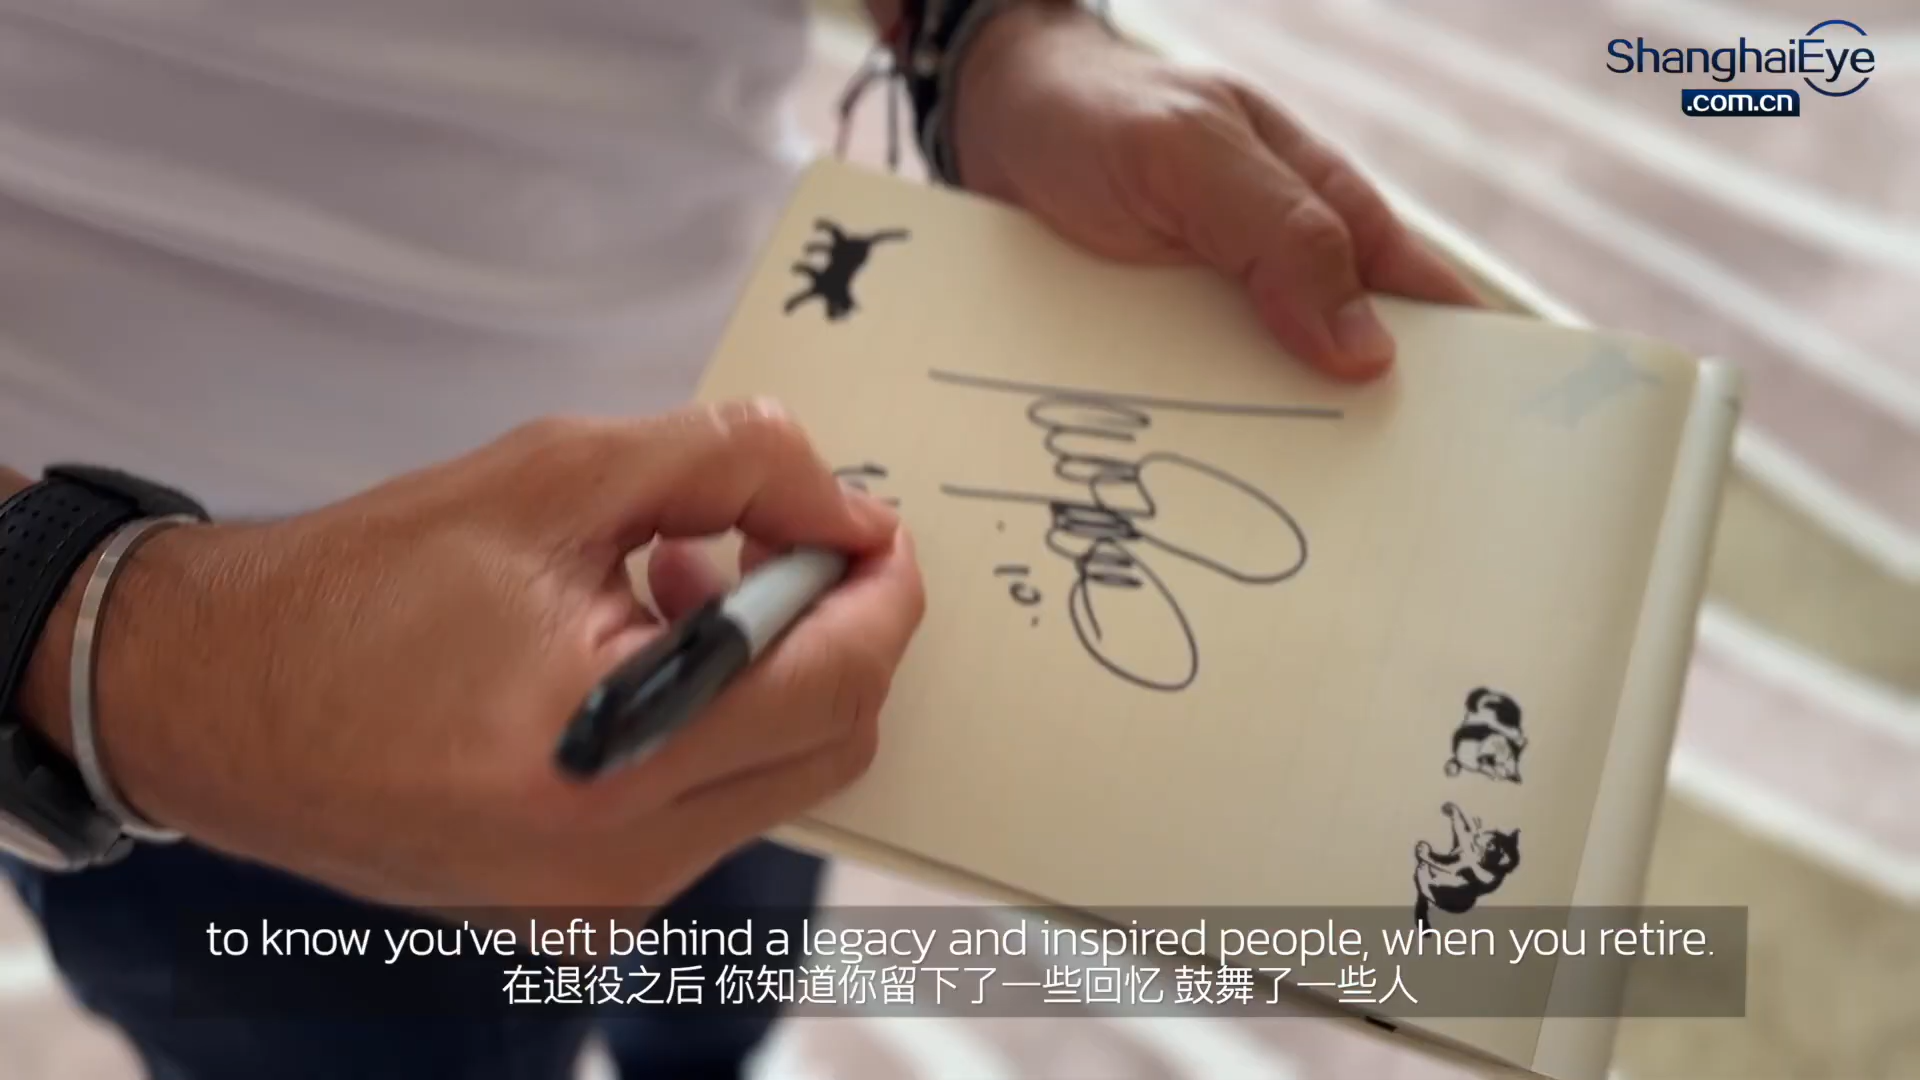 ShanghaiEye
.com.cn
.10.
to know you've left behind a legacy and inspired people, when you retire.
在退役之后 你知道你留下了一些回忆 鼓舞了一些人